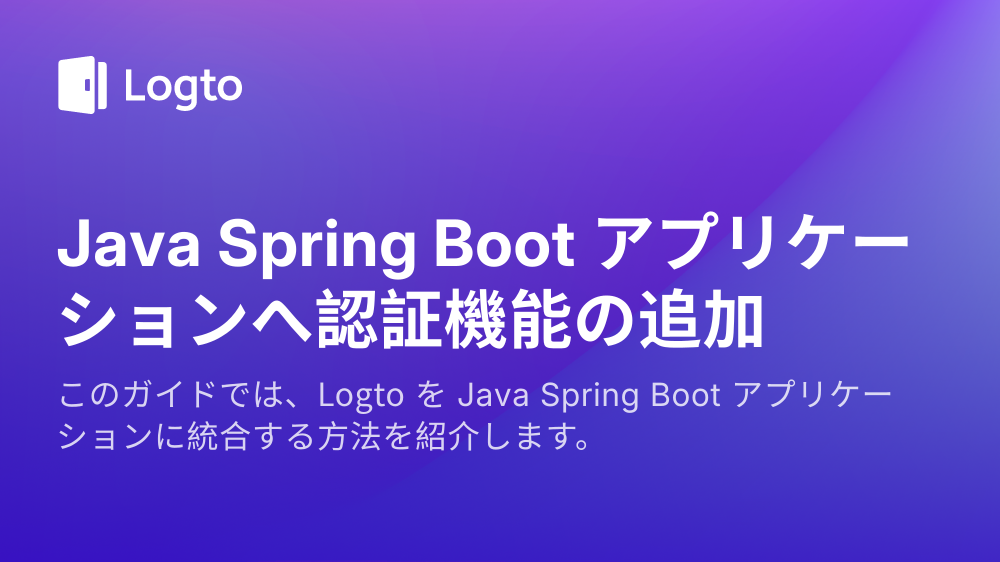 Logto
Java Spring Boot アプリケー
ションへ認証機能の追加
このガイドでは、Logto を Java Spring Boot アプリケー
ションに統合する方法を紹介します。